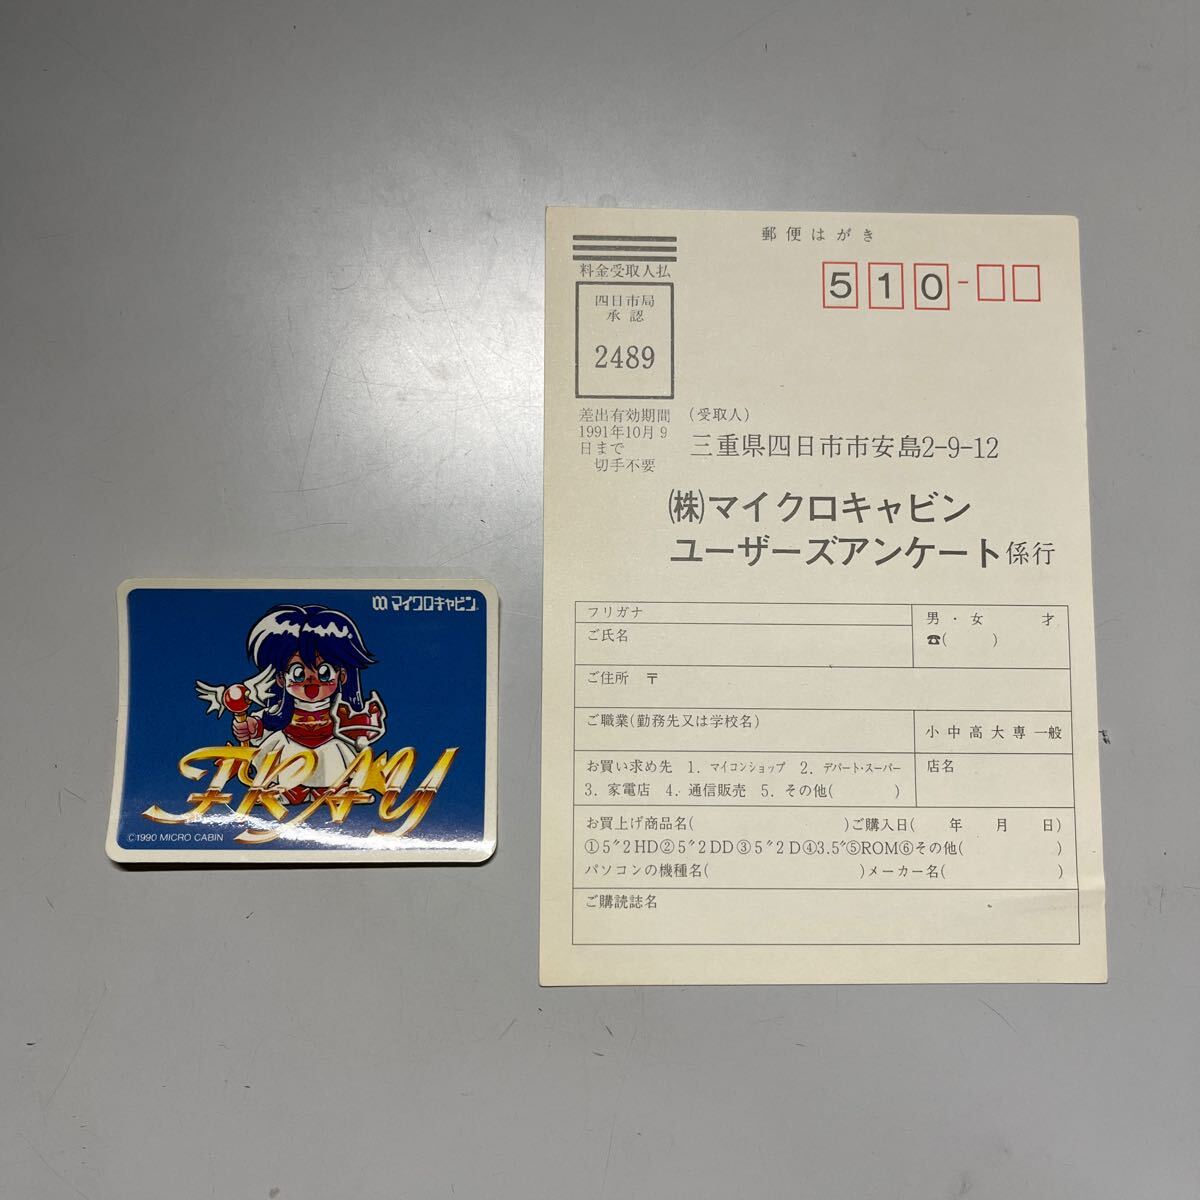 マイクロキャビン
FRAY
©1990 MICRO CABIN
郵便はがき
510-
料金受取人払
四日市局
承認
2489
差出有効期間
1991年10月9
日まで
切手不要
(受取人)
三重県四日市市安島2-9-12
(株)マイクロキャビン
ユーザーズアンケート係行
フリガナ
ご氏名
男・女 才
☎( )
ご住所 〒
ご職業(勤務先又は学校名)
小中高大専一般
お買い求め先 1. マイコンショップ 2. デパート・スーパー
3. 家電店 4. 通信販売 5. その他( )
店名
お買上げ商品名( )ご購入日( 年 月 日)
①5″2HD②5″2DD③5″2D④3.5″⑤ROM⑥その他( )
パソコンの機種名( )メーカー名( )
ご購読誌名